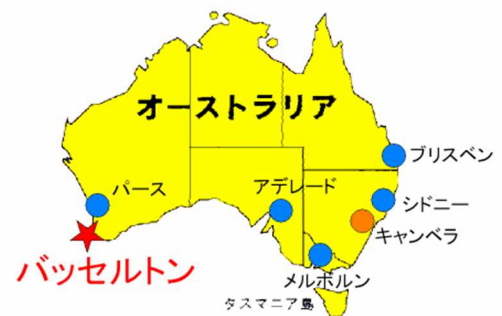 オーストラリア
ブリスベン
パース
アデレード
シドニー
キャンベラ
バッセルトン
メルボルン
タスマニア島